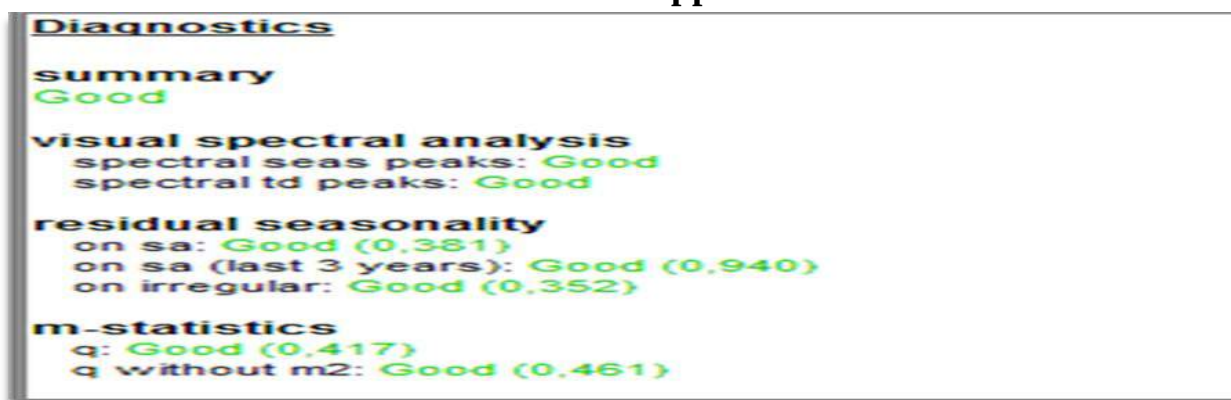 Diagnostics
summary
Good
visual spectral analysis
spectral seas peaks: Good
spectral td peaks: Good
residual seasonality
on sa: Good (0,381)
on sa (last 3 years): Good (0,940)
on irregular: Good (0,352)
m-statistics
q: Good (0,417)
q without m2: Good (0,461)